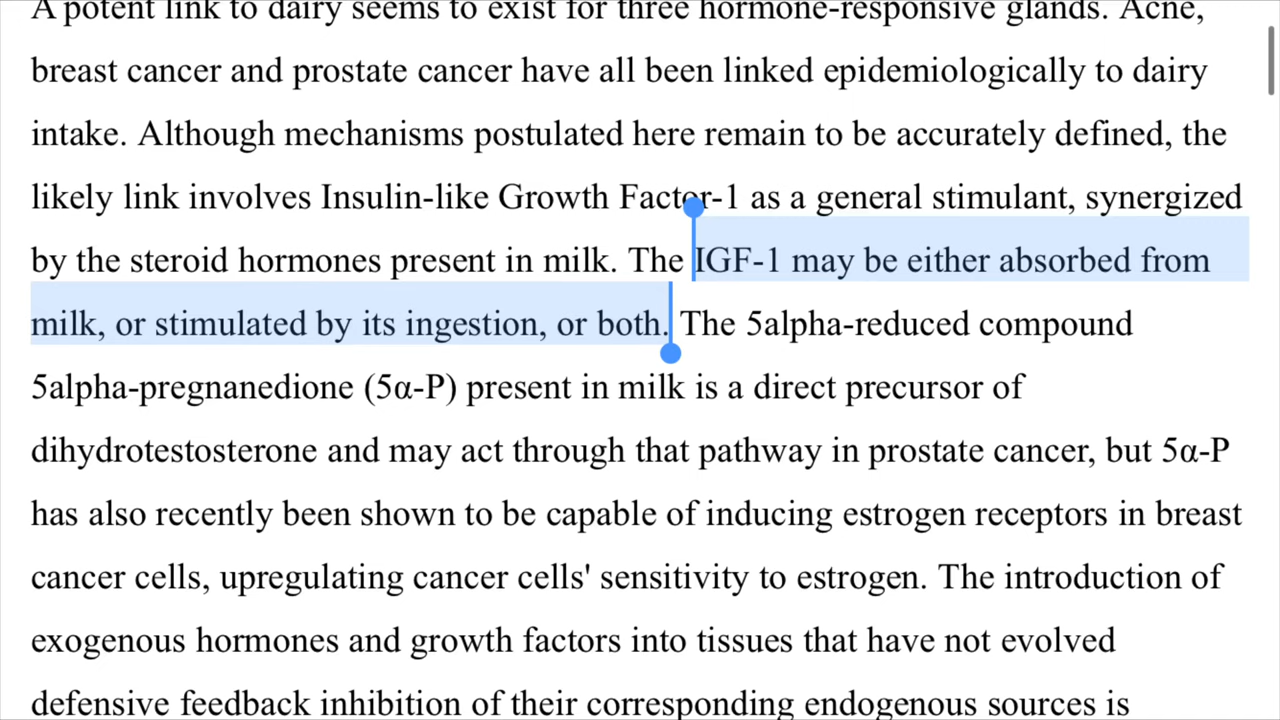 A potent link to dairy seems to exist for three hormone-responsive glands. Acne,
breast cancer and prostate cancer have all been linked epidemiologically to dairy
intake. Although mechanisms postulated here remain to be accurately defined, the
likely link involves Insulin-like Growth Factor-1 as a general stimulant, synergized
by the steroid hormones present in milk. The IGF-1 may be either absorbed from
milk, or stimulated by its ingestion, or both. The 5alpha-reduced compound
5alpha-pregnanedione (5α-P) present in milk is a direct precursor of
dihydrotestosterone and may act through that pathway in prostate cancer, but 5α-P
has also recently been shown to be capable of inducing estrogen receptors in breast
cancer cells, upregulating cancer cells' sensitivity to estrogen. The introduction of
exogenous hormones and growth factors into tissues that have not evolved
defensive feedback inhibition of their corresponding endogenous sources is